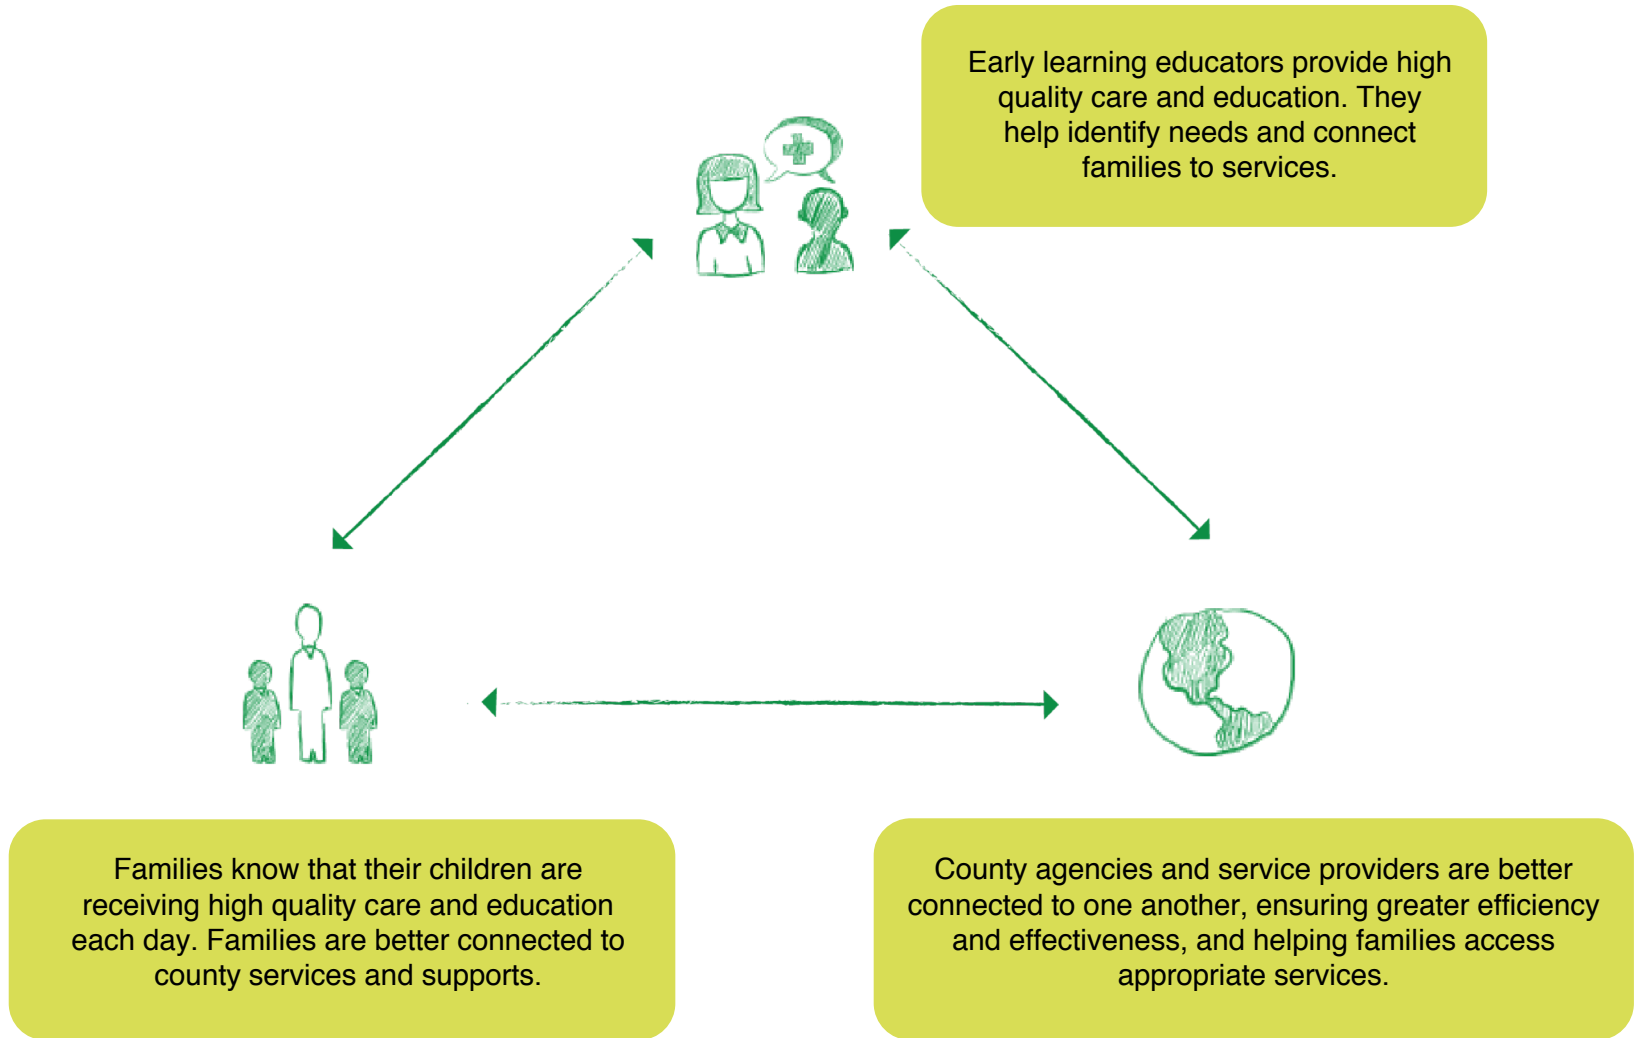 Early learning educators provide high
quality care and education. They
help identify needs and connect
families to services.
Families know that their children are
receiving high quality care and education
each day. Families are better connected to
county services and supports.
County agencies and service providers are better
connected to one another, ensuring greater efficiency
and effectiveness, and helping families access
appropriate services.